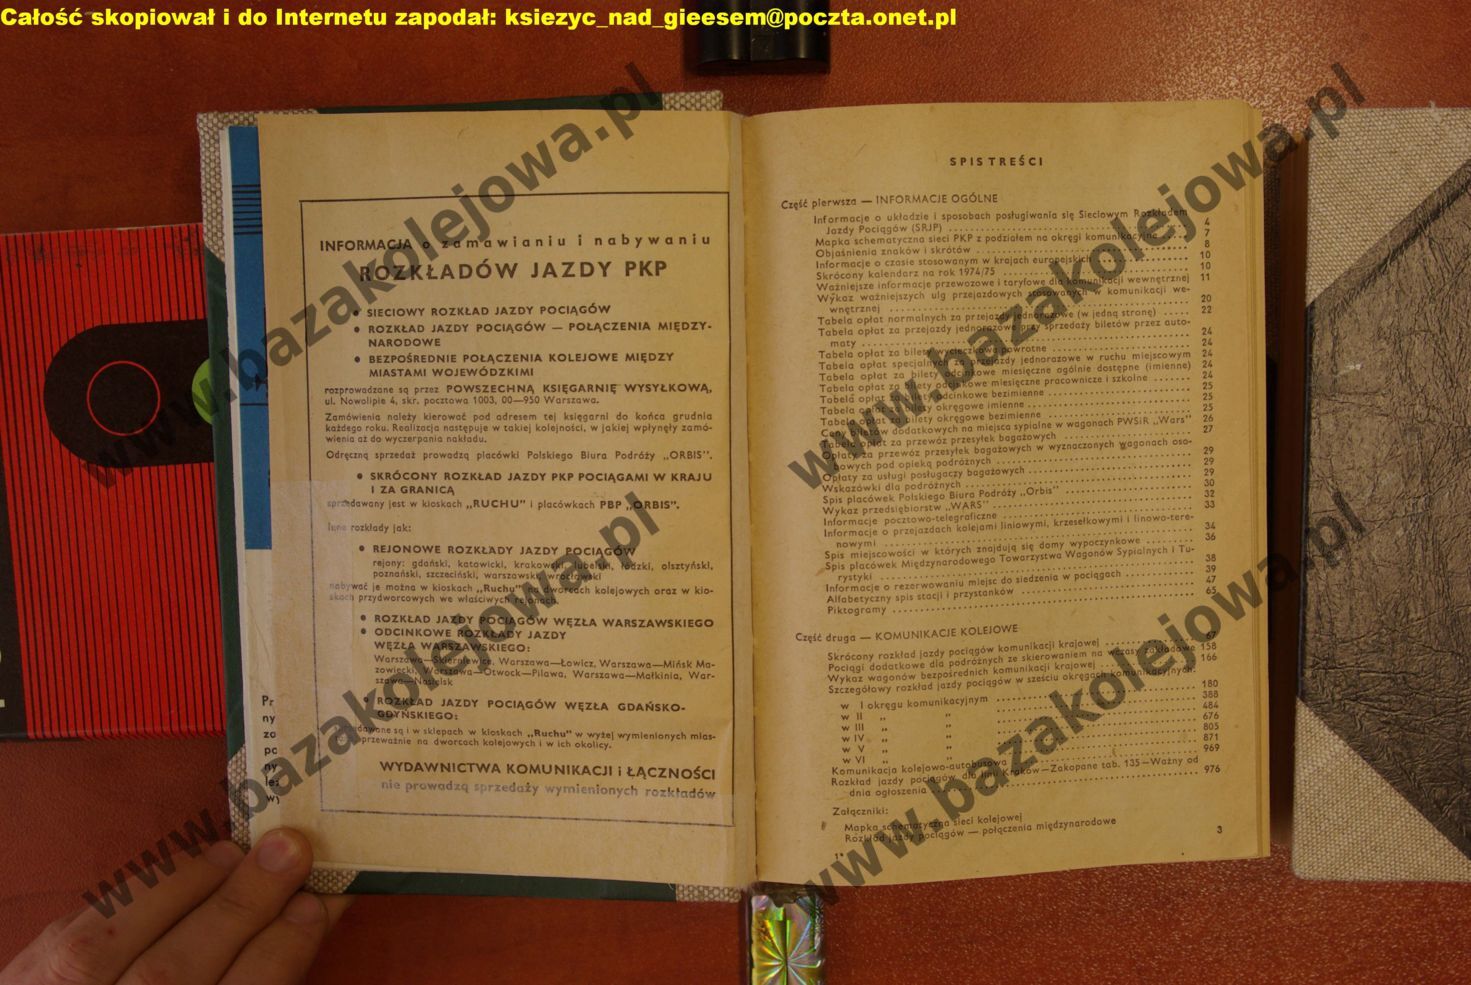 Całość skopiował i do Internetu zapodał: ksiezyc_nad_gieesem@poczta.onet.pl
INFORMACJA o zamawianiu i nabywaniu
ROZKŁADÓW JAZDY PKP
• SIECIOWY ROZKŁAD JAZDY POCIĄGÓW
• ROZKŁAD JAZDY POCIĄGÓW — POŁĄCZENIA MIĘDZY-
NARODOWE
• BEZPOŚREDNIE POŁĄCZENIA KOLEJOWE MIĘDZY
MIASTAMI WOJEWÓDZKIMI
rozprowadzane są przez POWSZECHNĄ KSIĘGARNIĘ WYSYŁKOWĄ,
ul. Nowolipie 4, skr. pocztowa 1003, 00—950 Warszawa.
Zamówienia należy kierować pod adresem tej księgarni do końca grudnia
każdego roku. Realizacja następuje w takiej kolejności, w jakiej wpłynęły zamó-
wienia aż do wyczerpania nakładu.
Odręczną sprzedaż prowadzą placówki Polskiego Biura Podróży „ORBIS".
• SKRÓCONY ROZKŁAD JAZDY PKP POCIĄGAMI W KRAJU
I ZA GRANICĄ
sprzedawany jest w kioskach „RUCHU" i placówkach PBP „ORBIS".
Inne rozkłady jak:
• REJONOWE ROZKŁADY JAZDY POCIĄGÓW
rejony: gdański, katowicki, krakowski, lubelski, łódzki, olsztyński,
poznański, szczeciński, warszawski, wrocławski
nabywać je można w kioskach „Ruchu" na dworcach kolejowych oraz w kio-
skach przydworcowych we właściwych rejonach.
• ROZKŁAD JAZDY POCIĄGÓW WĘZŁA WARSZAWSKIEGO
• ODCINKOWE ROZKŁADY JAZDY
WĘZŁA WARSZAWSKIEGO:
Warszawa—Skierniewice, Warszawa—Łowicz, Warszawa—Mińsk Ma-
zowiecki, Warszawa—Otwock—Pilawa, Warszawa—Małkinia, War-
szawa—Nasielsk
• ROZKŁAD JAZDY POCIĄGÓW WĘZŁA GDAŃSKO-
GDYŃSKIEGO:
są i w sklepach w kioskach „Ruchu" w wyżej wymienionych mias-
przeważnie na dworcach kolejowych i w ich okolicy.
WYDAWNICTWA KOMUNIKACJI i ŁĄCZNOŚCI
nie prowadzą sprzedaży wymienionych rozkładów
Pr
ny
za
po
ny
le
wy
SPIS TREŚCI
Część pierwsza — INFORMACJE OGÓLNE
Informacje o układzie i sposobach posługiwania się Sieciowym Rozkładem
Jazdy Pociągów (SRJP) 4
Mapka schematyczna sieci PKP z podziałem na okręgi komunikacyjne 7
Objaśnienia znaków i skrótów 8
Informacje o czasie stosowanym w krajach europejskich 10
Skrócony kalendarz na rok 1974/75 10
Ważniejsze informacje przewozowe i taryfowe dla komunikacji wewnętrznej 11
Wykaz ważniejszych ulg przejazdowych stosowanych w komunikacji we-
wnętrznej 20
Tabela opłat normalnych za przejazdy jednorazowe (w jedną stronę) 22
Tabela opłat za przejazdy jednorazowe przy sprzedaży biletów przez auto-
maty 24
Tabela opłat za bilety wycieczkowe powrotne 24
Tabela opłat specjalnych za przejazdy jednorazowe w ruchu miejscowym 24
Tabela opłat za bilety odcinkowe miesięczne ogólnie dostępne (imienne) 24
Tabela opłat za bilety odcinkowe miesięczne pracownicze i szkolne 24
Tabela opłat za bilety odcinkowe bezimienne 25
Tabela opłat za bilety okręgowe imienne 25
Tabela opłat za bilety okręgowe bezimienne 25
Ceny biletów dodatkowych na miejsca sypialne w wagonach PWSiR „Wars" 26
Tabela opłat za przewóz przesyłek bagażowych 27
Opłaty za przewóz przesyłek bagażowych w wyznaczonych wagonach oso-
bowych pod opieką podróżnych 29
Opłaty za usługi posługaczy bagażowych 29
Wskazówki dla podróżnych 29
Spis placówek Polskiego Biura Podróży „Orbis" 30
Wykaz przedsiębiorstw „WARS" 32
Informacje pocztowo-telegraficzne 33
Informacje o przejazdach kolejami liniowymi, krzesełkowymi i linowo-tere-
nowymi 34
Spis miejscowości w których znajdują się domy wypoczynkowe 36
Spis placówek Międzynarodowego Towarzystwa Wagonów Sypialnych i Tu-
rystyki 38
Informacje o rezerwowaniu miejsc do siedzenia w pociągach 39
Alfabetyczny spis stacji i przystanków 47
Piktogramy 65
Część druga — KOMUNIKACJE KOLEJOWE
Skrócony rozkład jazdy pociągów komunikacji krajowej 67
Pociągi dodatkowe dla podróżnych ze skierowaniem na wczasy zakładowe 158
Wykaz wagonów bezpośrednich komunikacji krajowej 166
Szczegółowy rozkład jazdy pociągów w sześciu okręgach komunikacyjnych:
w I okręgu komunikacyjnym 180
w II „ „ 388
w III „ „ 484
w IV „ „ 676
w V „ „ 805
w VI „ „ 871
Komunikacja kolejowo-autobusowa 969
Rozkład jazdy pociągów dla linii Kraków—Zakopane tab. 135—Ważny od
dnia ogłoszenia 976
Załączniki:
Mapka schematyczna sieci kolejowej
Rozkład jazdy pociągów — połączenia międzynarodowe
1*
3
www.bazakolejowa.pl
www.bazakolejowa.pl
www.bazakolejowa.pl
www.bazakolejowa.pl